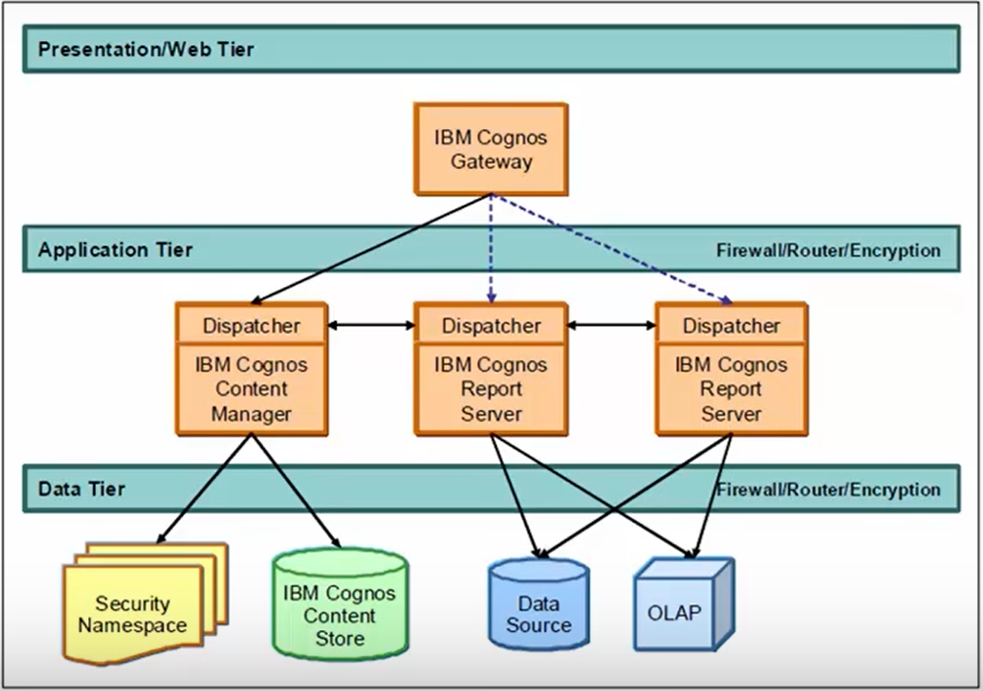 Presentation/Web Tier
IBM Cognos
Gateway
Application Tier
Firewall/Router/Encryption
Dispatcher
IBM Cognos
Content
Manager
Dispatcher
IBM Cognos
Report
Server
Dispatcher
IBM Cognos
Report
Server
Data Tier
Firewall/Router/Encryption
Security
Namespace
IBM Cognos
Content
Store
Data
Source
OLAP